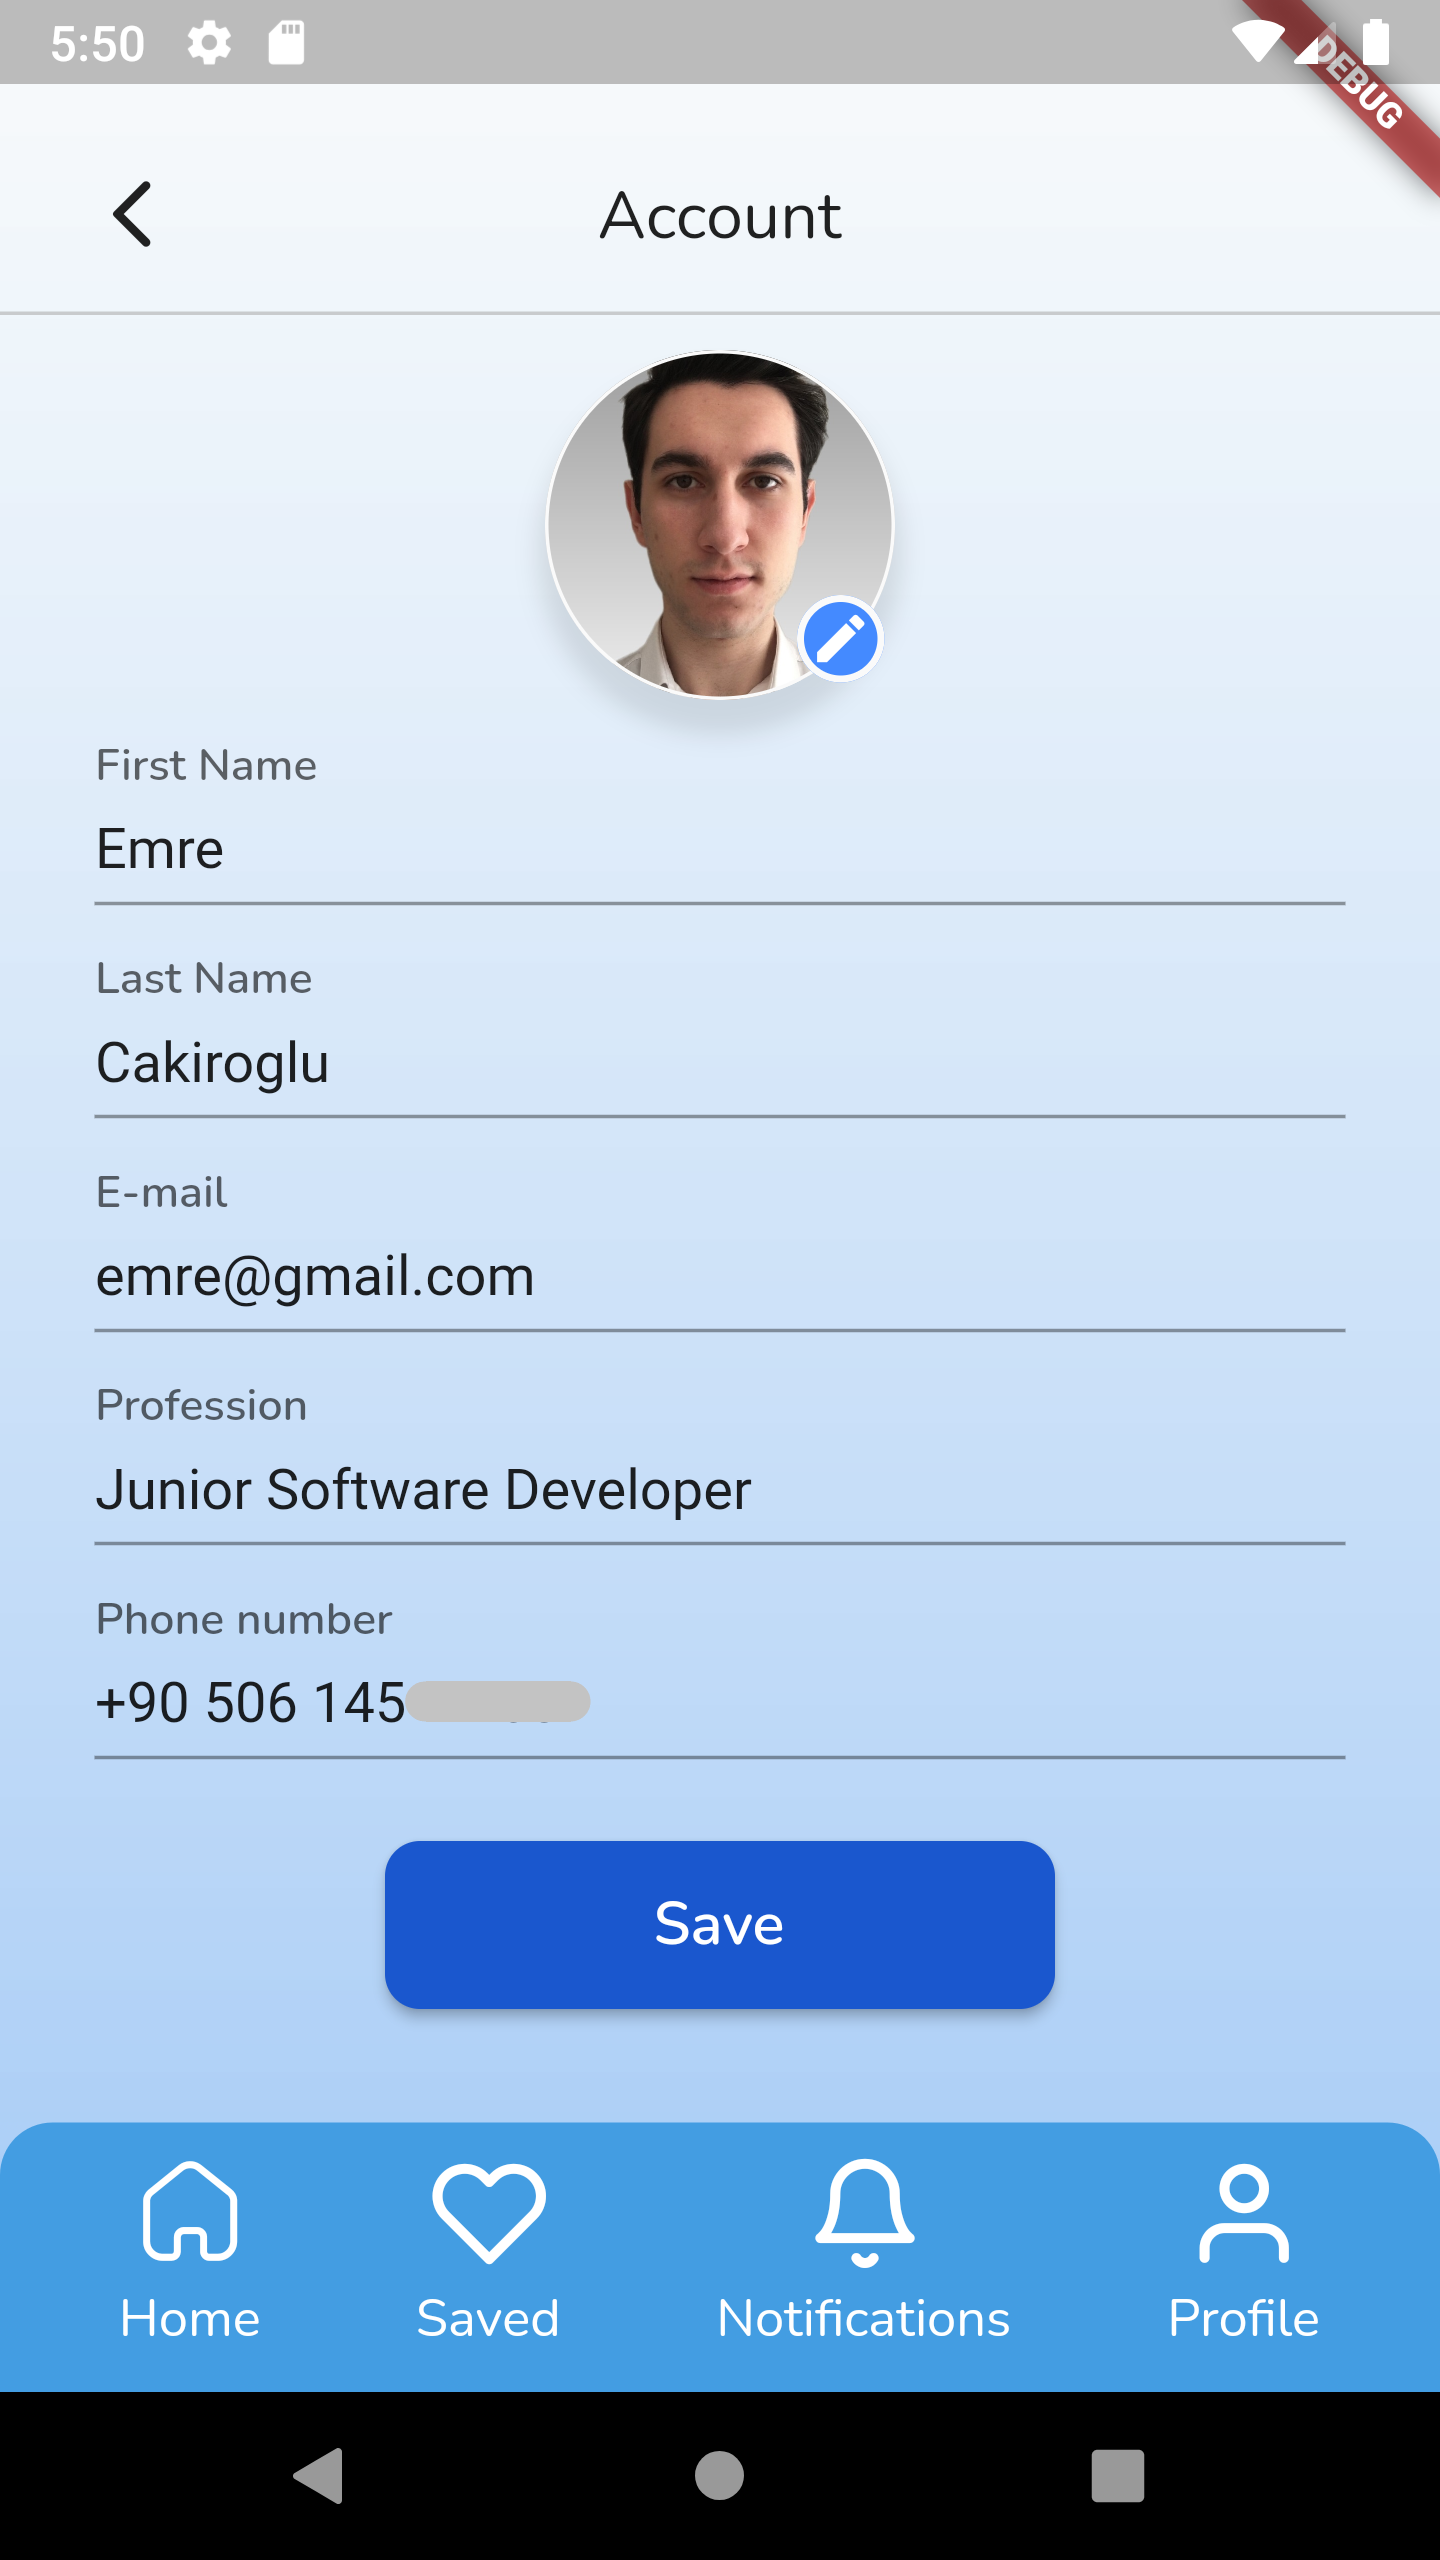 5:50
DEBUG
Account
First Name
Emre
Last Name
Cakiroglu
E-mail
emre@gmail.com
Profession
Junior Software Developer
Phone number
+90 506 145
Save
Home
Saved
Notifications
Profile